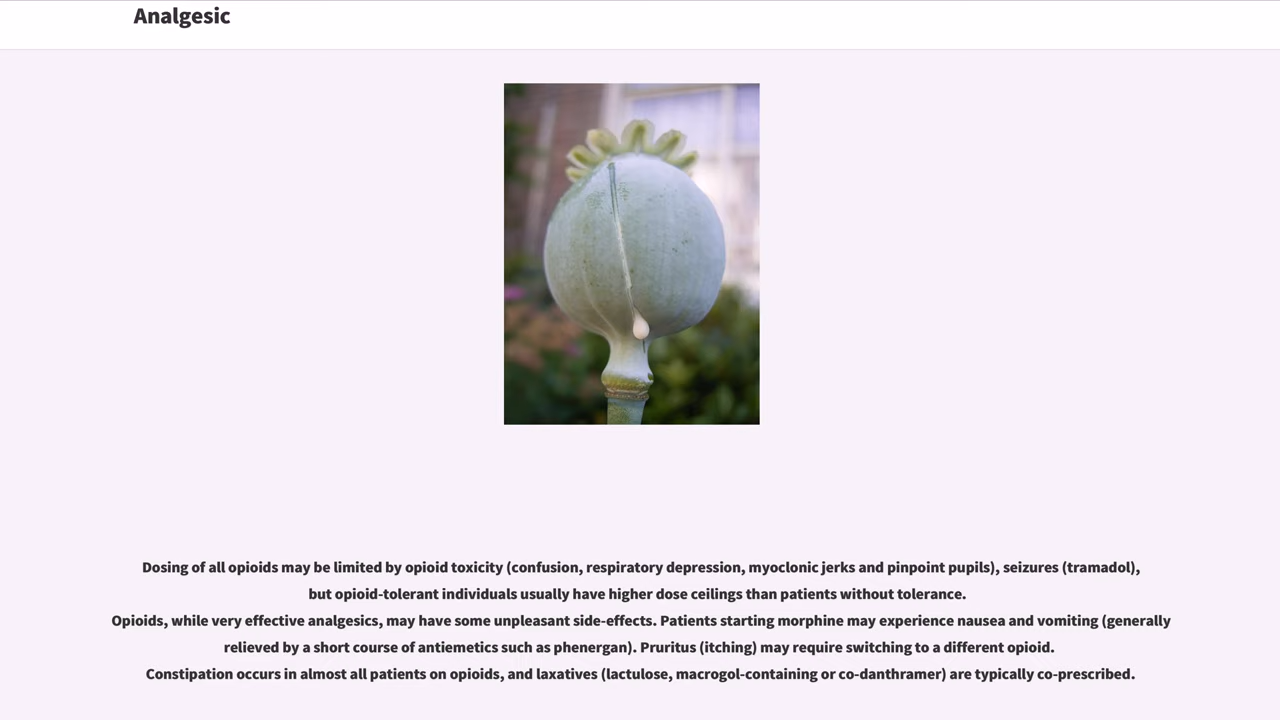 Analgesic
Dosing of all opioids may be limited by opioid toxicity (confusion, respiratory depression, myoclonic jerks and pinpoint pupils), seizures (tramadol),
but opioid-tolerant individuals usually have higher dose ceilings than patients without tolerance.
Opioids, while very effective analgesics, may have some unpleasant side-effects. Patients starting morphine may experience nausea and vomiting (generally
relieved by a short course of antiemetics such as phenergan). Pruritus (itching) may require switching to a different opioid.
Constipation occurs in almost all patients on opioids, and laxatives (lactulose, macrogol-containing or co-danthramer) are typically co-prescribed.